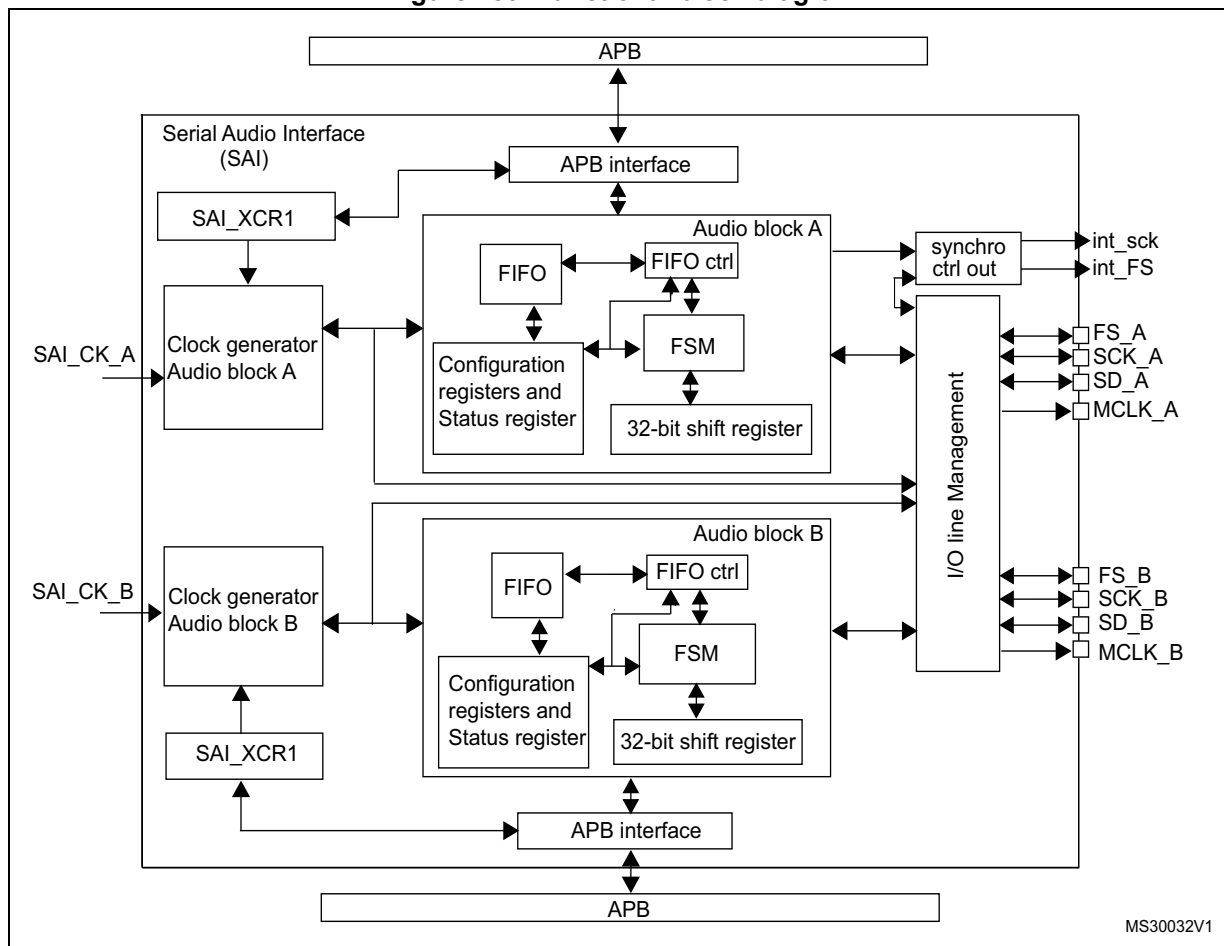 APB
Serial Audio Interface
(SAI)
APB interface
SAI_XCR1
Audio block A
FIFO
FIFO ctrl
synchro
ctrl out
int_sck
int_FS
Clock generator
Audio block A
SAI_CK_A
Configuration
registers and
Status register
FSM
32-bit shift register
FS_A
SCK_A
SD_A
MCLK_A
I/O line Management
Audio block B
FIFO
FIFO ctrl
SAI_CK_B
Clock generator
Audio block B
FSM
Configuration
registers and
Status register
32-bit shift register
FS_B
SCK_B
SD_B
MCLK_B
SAI_XCR1
APB interface
APB
MS30032V1